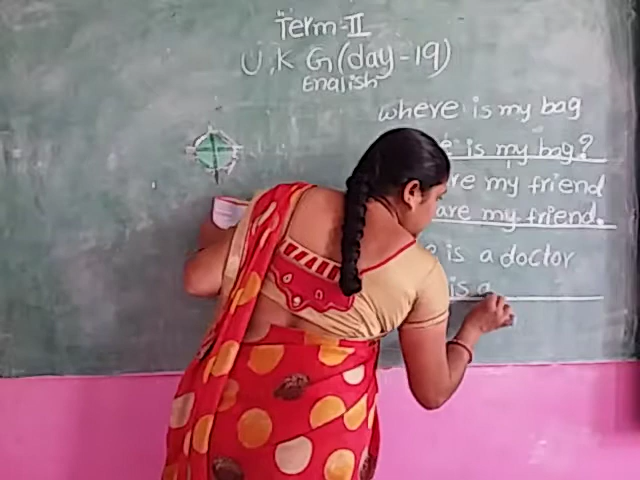 Term-II
U.K G (day-19)
English
where is my bag
is my bag?
are my friend
are my friend.
is a doctor
is a